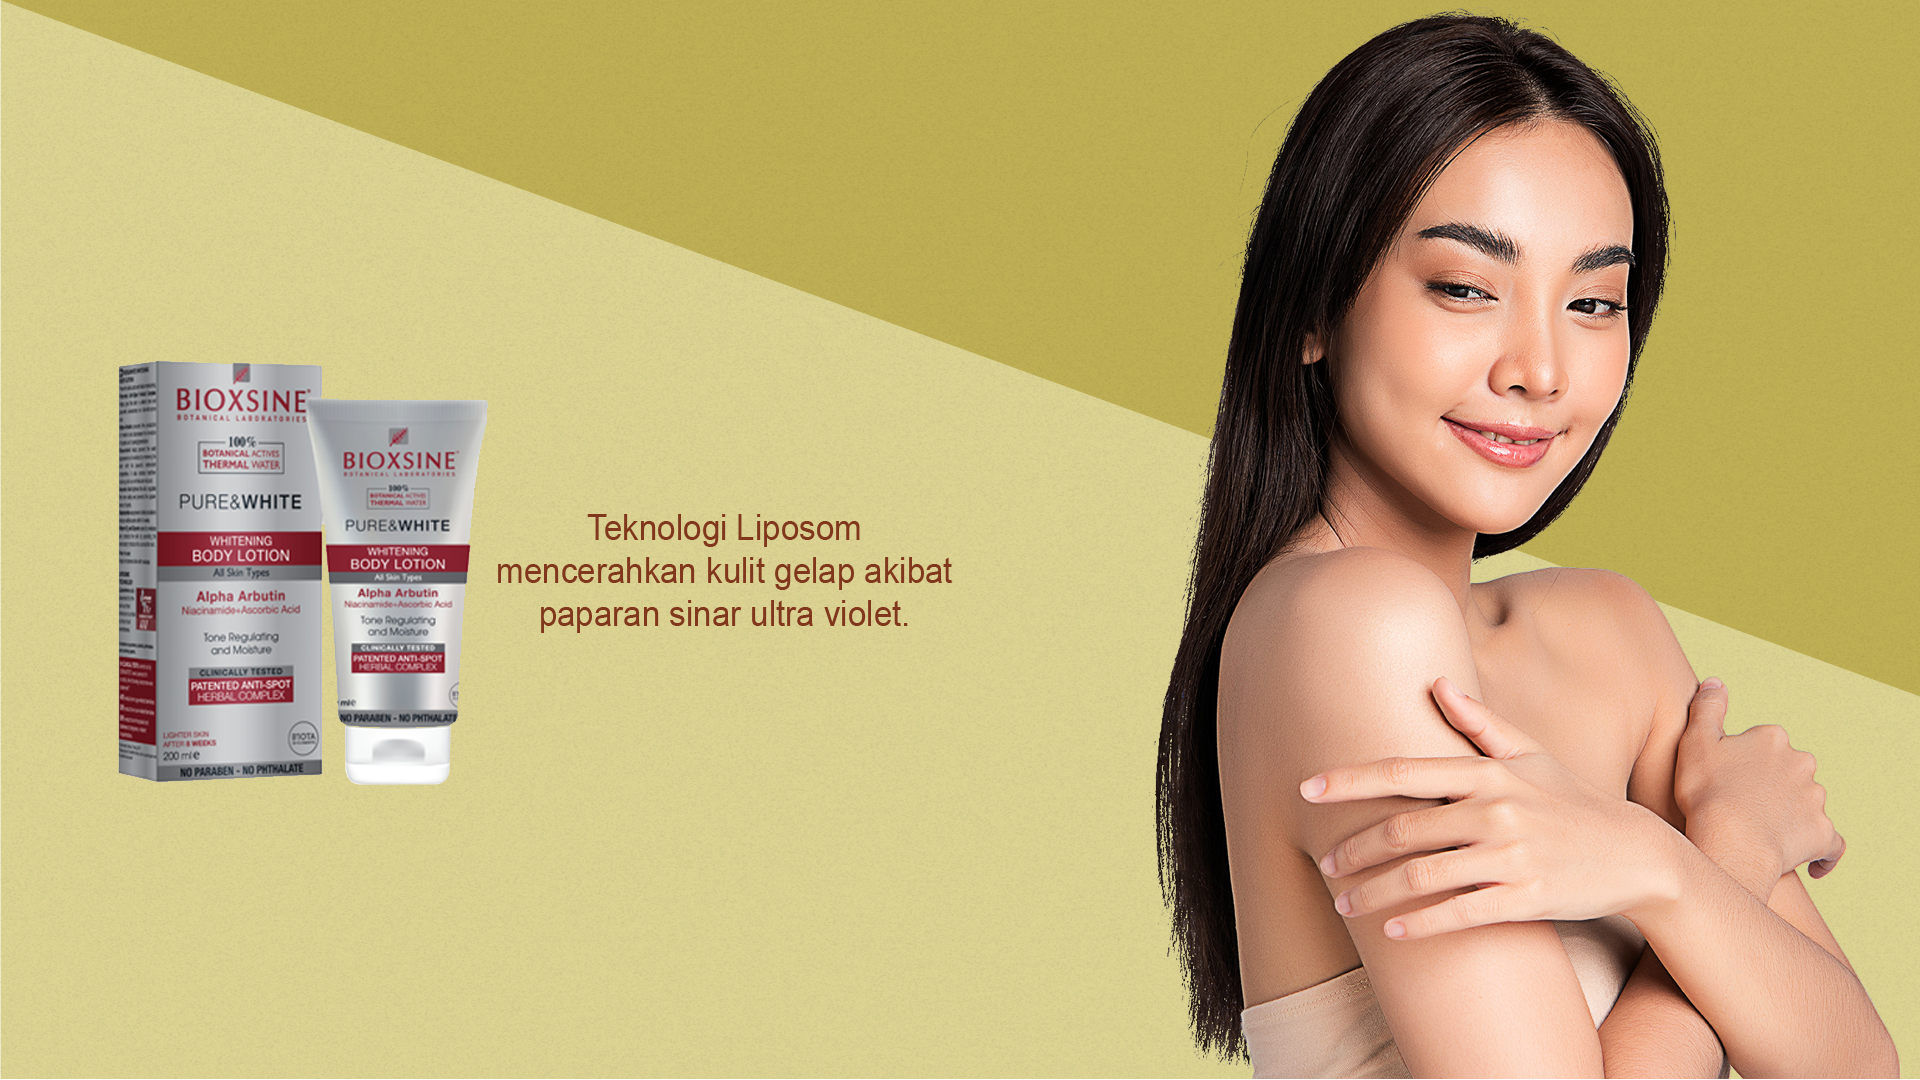 BIOXSINE
BOTANICAL LABORATORIES
100%
BOTANICAL ACTIVES
THERMAL WATER
PURE&WHITE
WHITENING
BODY LOTION
All Skin Types
Alpha Arbutin
Niacinamide+Ascorbic Acid
Tone Regulating
and Moisture
CLINICALLY TESTED
PATENTED ANTI-SPOT
HERBAL COMPLEX
LIGHTER SKIN
AFTER 8 WEEKS
200 ml e
B'IOTA
NO PARABEN - NO PHTHALATE
BIOXSINE
BOTANICAL LABORATORIES
100%
BOTANICAL ACTIVES
THERMAL WATER
PURE&WHITE
WHITENING
BODY LOTION
All Skin Types
Alpha Arbutin
Niacinamide+Ascorbic Acid
Tone Regulating
and Moisture
CLINICALLY TESTED
PATENTED ANTI-SPOT
HERBAL COMPLEX
ml e
NO PARABEN - NO PHTHALAT
Teknologi Liposom
mencerahkan kulit gelap akibat
paparan sinar ultra violet.